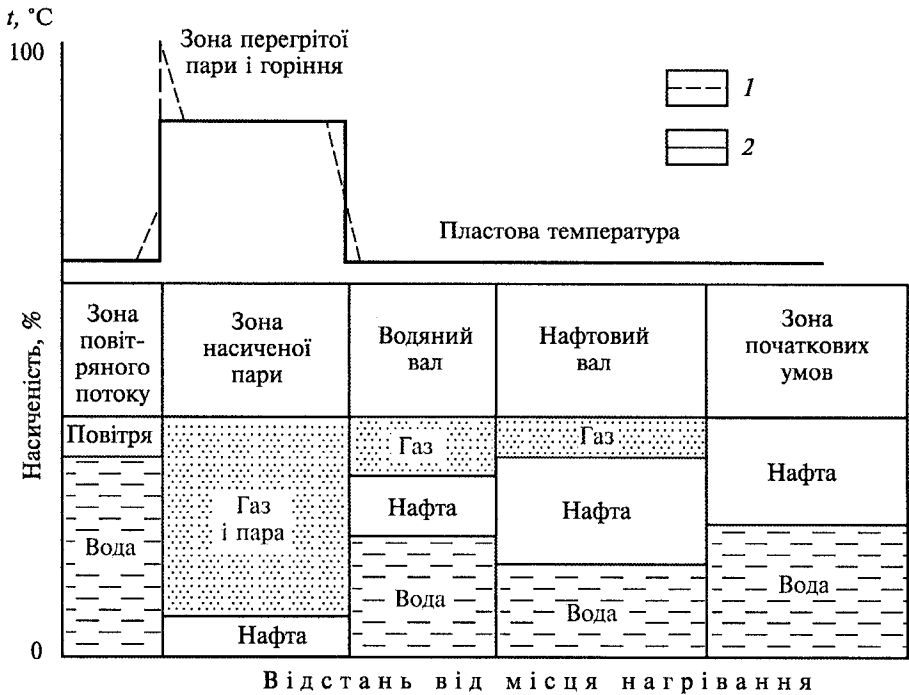 t, °C
100
Зона перегрітої
пари і горіння
1
2
Пластова температура
Насиченість, %
Зона
повіт-
ряного
потоку
Зона
насиченої
пари
Водяний
вал
Нафтовий
вал
Зона
початкових
умов
Повітря
Вода
Газ
і пара
Нафта
Газ
Нафта
Вода
Газ
Нафта
Вода
Нафта
Вода
0
Відстань від місця нагрівання